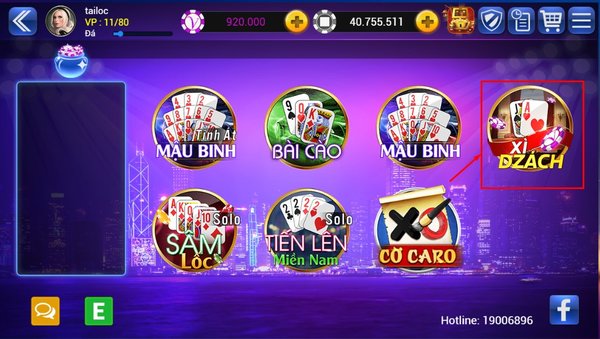 tailoc
VP : 11/80
Đá
920.000
40.755.511
Tính Át
MẬU BINH
BÀI CÀO
MẬU BINH
XÌ
DZÁCH
Solo
SÂM
LỐC
Solo
TIẾN LÊN
Miền Nam
CỜ CARO
E
Hotline: 19006896
f